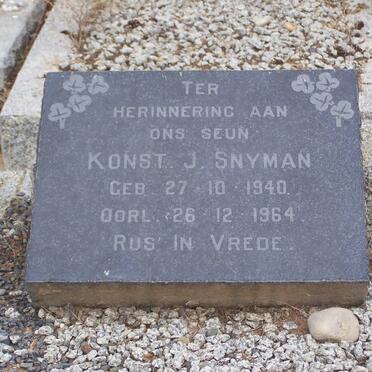 TER
HERINNERING AAN
ONS SEUN
KONST. J. SNYMAN
GEB. 27-10-1940.
OORL. 26-12-1964.
RUS IN VREDE.